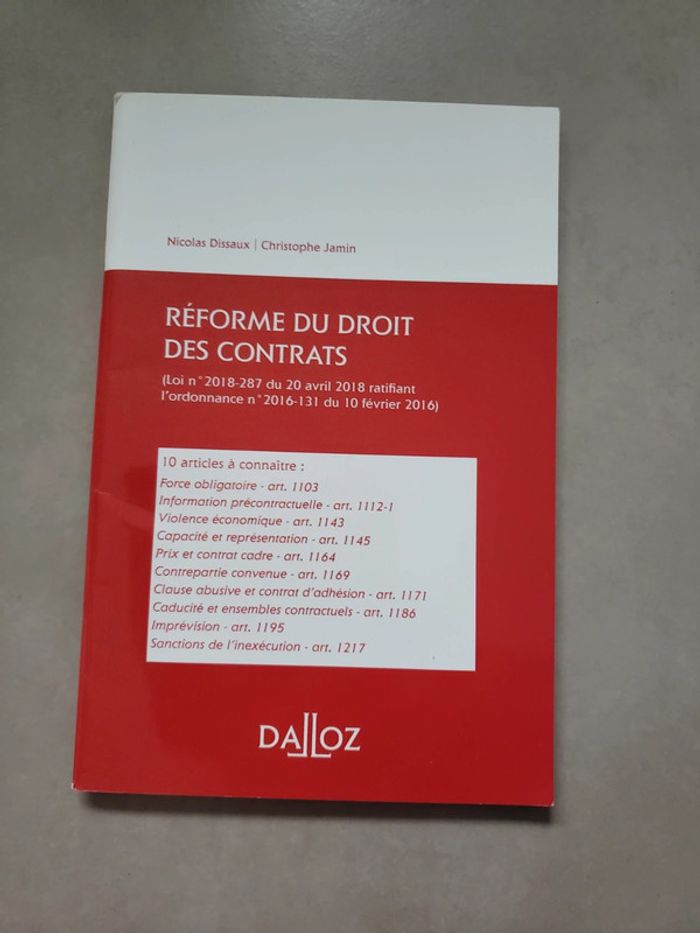 Nicolas Dissaux | Christophe Jamin
RÉFORME DU DROIT
DES CONTRATS
(Loi n°2018-287 du 20 avril 2018 ratifiant
l'ordonnance n°2016-131 du 10 février 2016)
10 articles à connaître :
Force obligatoire - art. 1103
Information précontractuelle - art. 1112-1
Violence économique - art. 1143
Capacité et représentation - art. 1145
Prix et contrat cadre - art. 1164
Contrepartie convenue - art. 1169
Clause abusive et contrat d'adhésion - art. 1171
Caducité et ensembles contractuels - art. 1186
Imprévision - art. 1195
Sanctions de l'inexécution - art. 1217
DALLOZ